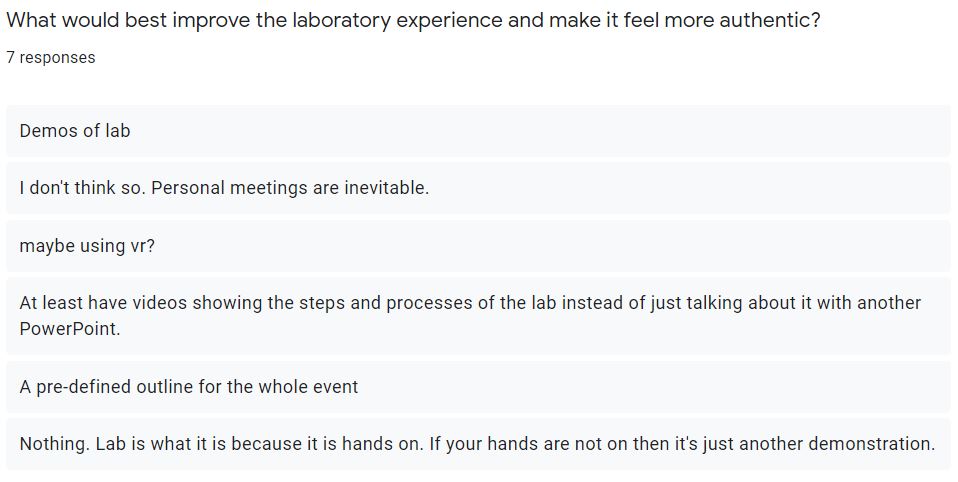 What would best improve the laboratory experience and make it feel more authentic?
7 responses
Demos of lab
I don't think so. Personal meetings are inevitable.
maybe using vr?
At least have videos showing the steps and processes of the lab instead of just talking about it with another
PowerPoint.
A pre-defined outline for the whole event
Nothing. Lab is what it is because it is hands on. If your hands are not on then it's just another demonstration.